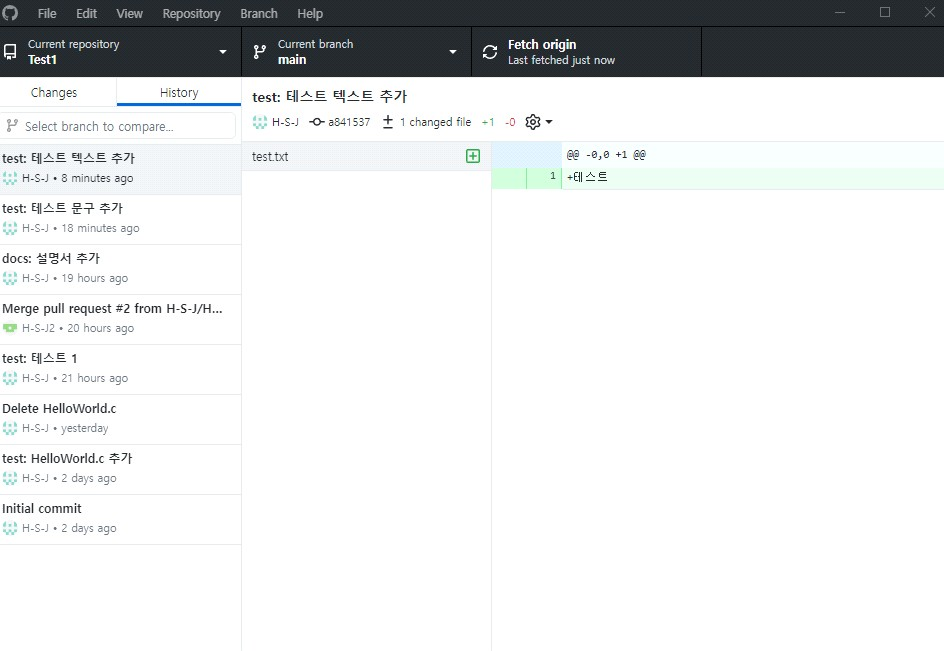 File Edit View Repository Branch Help
Current repository
Test1
Current branch
main
Fetch origin
Last fetched just now
Changes
History
Select branch to compare...
test: 테스트 텍스트 추가
H-S-J • 8 minutes ago
test: 테스트 문구 추가
H-S-J • 18 minutes ago
docs: 설명서 추가
H-S-J • 19 hours ago
Merge pull request #2 from H-S-J/H...
H-S-J2 • 20 hours ago
test: 테스트 1
H-S-J • 21 hours ago
Delete HelloWorld.c
H-S-J • yesterday
test: HelloWorld.c 추가
H-S-J • 2 days ago
Initial commit
H-S-J • 2 days ago
test: 테스트 텍스트 추가
H-S-J a841537 1 changed file +1 -0
test.txt
@@ -0,0 +1 @@
1 +테스트